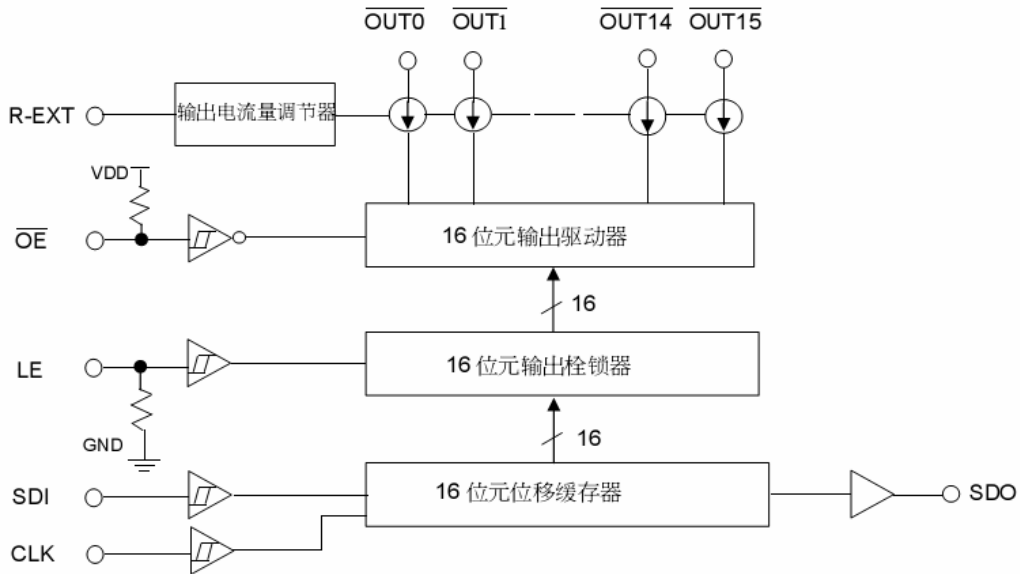 OUT0 OUT1 OUT14 OUT15
R-EXT 输出电流量调节器
VDD
OE 16 位元输出驱动器
16
LE 16 位元输出栓锁器
GND 16
SDI 16 位元位移缓存器 SDO
CLK